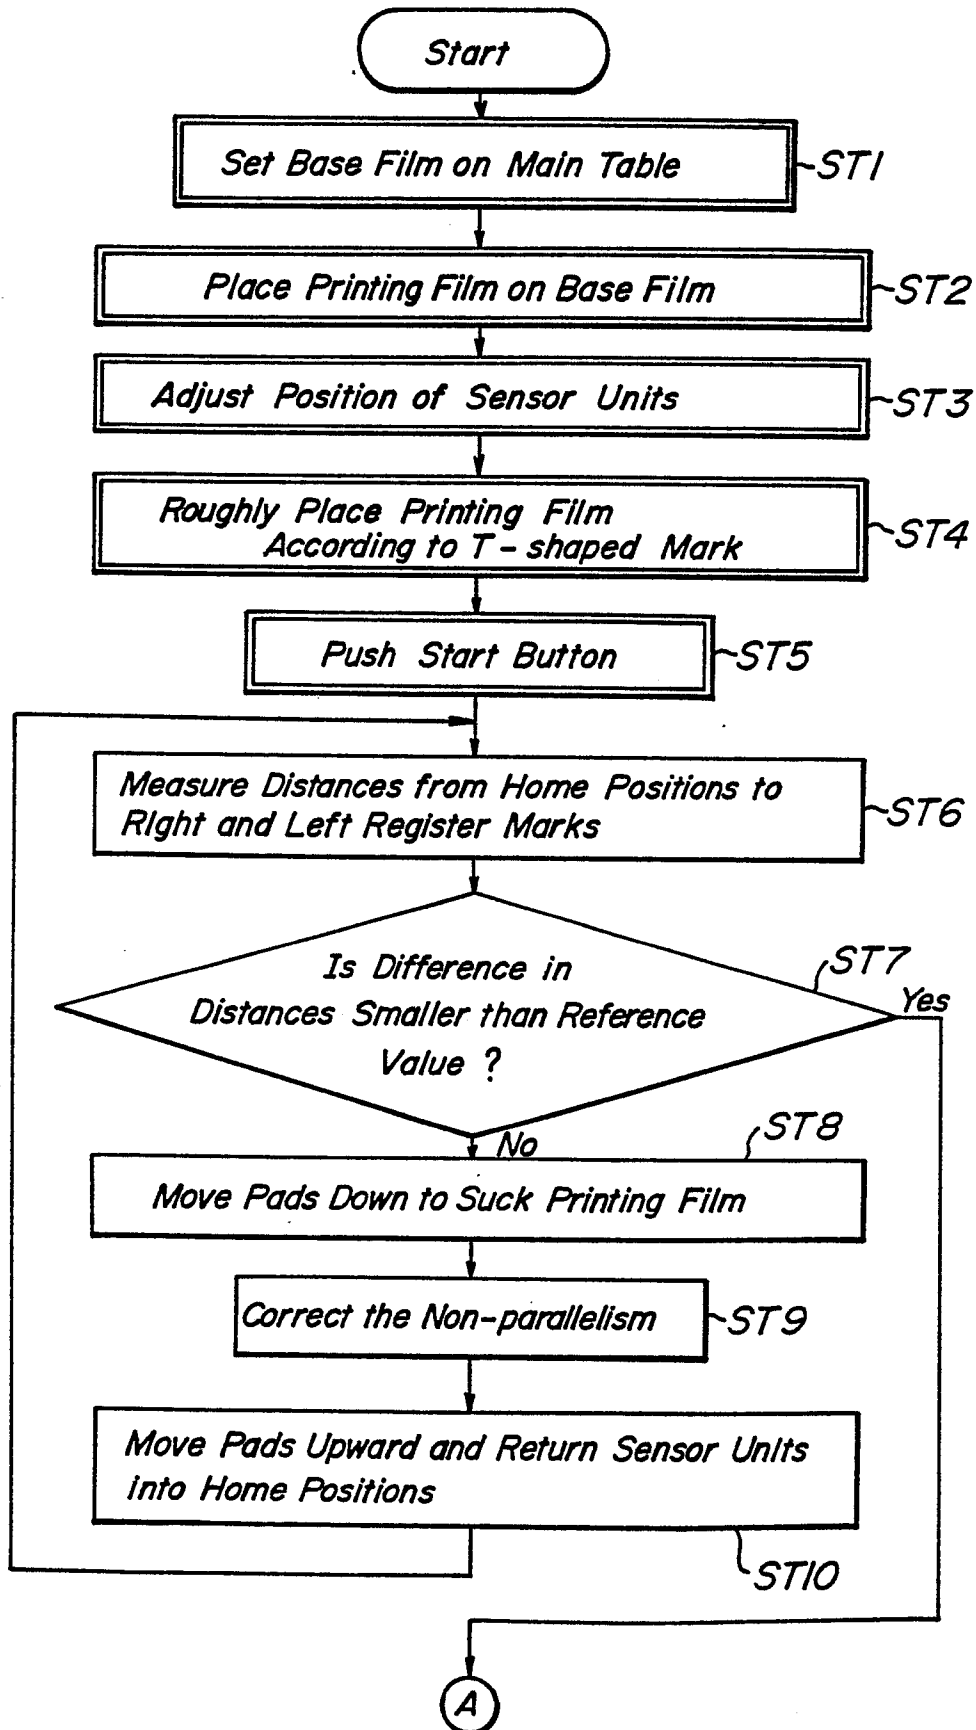 Start
Set Base Film on Main Table
ST1
Place Printing Film on Base Film
ST2
Adjust Position of Sensor Units
ST3
Roughly Place Printing Film
According to T-shaped Mark
ST4
Push Start Button
ST5
Measure Distances from Home Positions to
Right and Left Register Marks
ST6
Is Difference in
Distances Smaller than Reference
Value ?
ST7
Yes
No
ST8
Move Pads Down to Suck Printing Film
Correct the Non-parallelism
ST9
Move Pads Upward and Return Sensor Units
into Home Positions
ST10
A